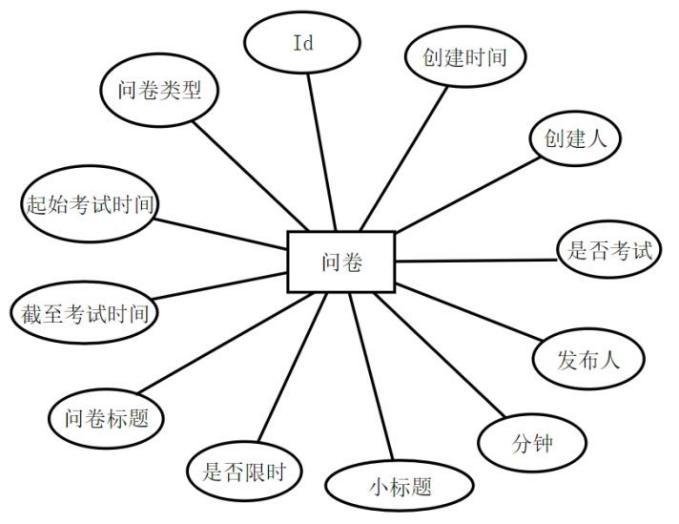 Id
创建时间
问卷类型
创建人
起始考试时间
是否考试
问卷
截至考试时间
发布人
问卷标题
分钟
是否限时
小标题